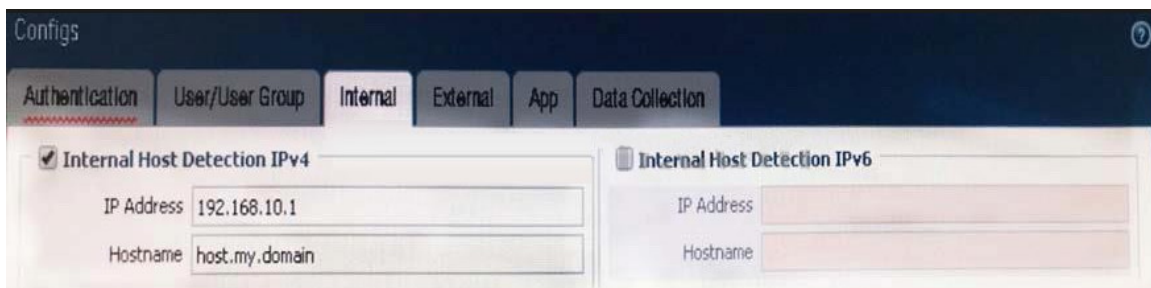 Configs
?
Authentication User/User Group Internal External App Data Collection
Internal Host Detection IPv4
IP Address 192.168.10.1
Hostname host.my.domain
Internal Host Detection IPv6
IP Address
Hostname